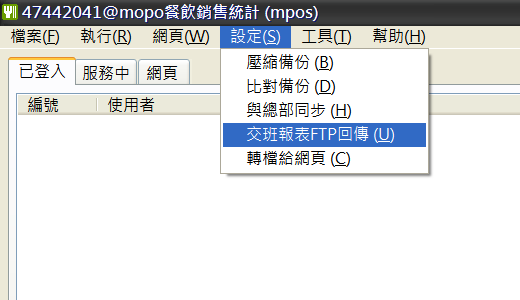 47442041@mopo餐飲銷售統計 (mpos)
檔案(F) 執行(R) 網頁(W) 設定(S) 工具(T) 幫助(H)
已登入 服務中 網頁
編號 使用者
壓縮備份 (B)
比對備份 (D)
與總部同步 (H)
交班報表FTP回傳 (U)
轉檔給網頁 (C)